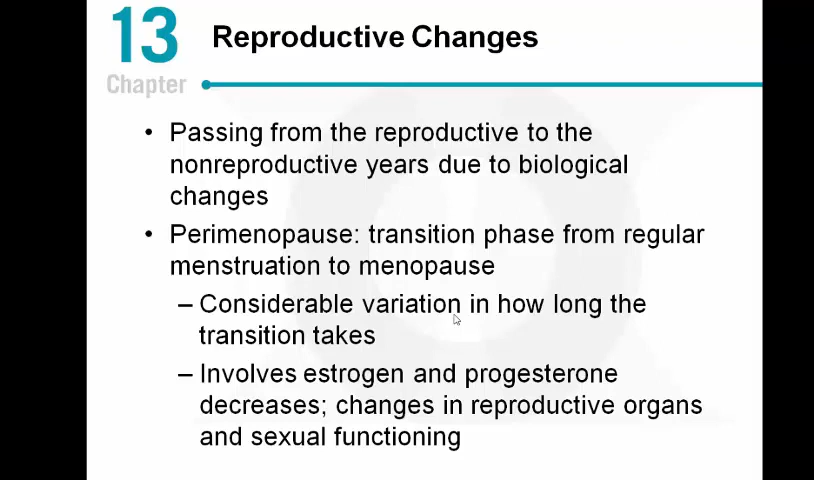 13
Chapter
Reproductive Changes
• Passing from the reproductive to the
nonreproductive years due to biological
changes
• Perimenopause: transition phase from regular
menstruation to menopause
– Considerable variation in how long the
transition takes
– Involves estrogen and progesterone
decreases; changes in reproductive organs
and sexual functioning